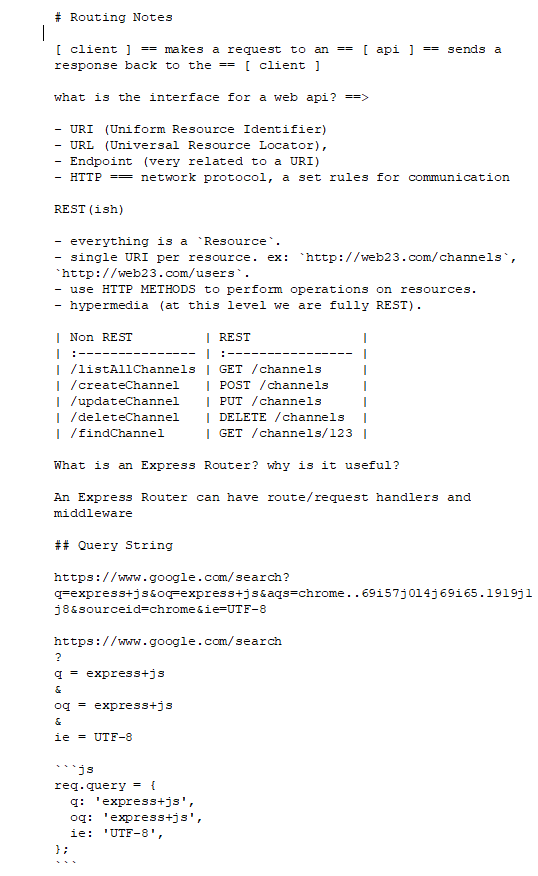 # Routing Notes
[ client ] == makes a request to an == [ api ] == sends a
response back to the == [ client ]
what is the interface for a web api? ==>
- URI (Uniform Resource Identifier)
- URL (Universal Resource Locator),
- Endpoint (very related to a URI)
- HTTP === network protocol, a set rules for communication
REST(ish)
- everything is a `Resource`.
- single URI per resource. ex: `http://web23.com/channels`,
`http://web23.com/users`.
- use HTTP METHODS to perform operations on resources.
- hypermedia (at this level we are fully REST).
| Non REST | REST |
| :--------------- | :---------------- |
| /listAllChannels | GET /channels |
| /createChannel | POST /channels |
| /updateChannel | PUT /channels |
| /deleteChannel | DELETE /channels |
| /findChannel | GET /channels/123 |
What is an Express Router? why is it useful?
An Express Router can have route/request handlers and
middleware
## Query String
https://www.google.com/search?
q=express+js&oq=express+js&aqs=chrome..69i57j0l4j69i65.1919j1
j8&sourceid=chrome&ie=UTF-8
https://www.google.com/search
?
q = express+js
&
oq = express+js
&
ie = UTF-8
```js
req.query = {
  q: 'express+js',
  oq: 'express+js',
  ie: 'UTF-8',
};
```